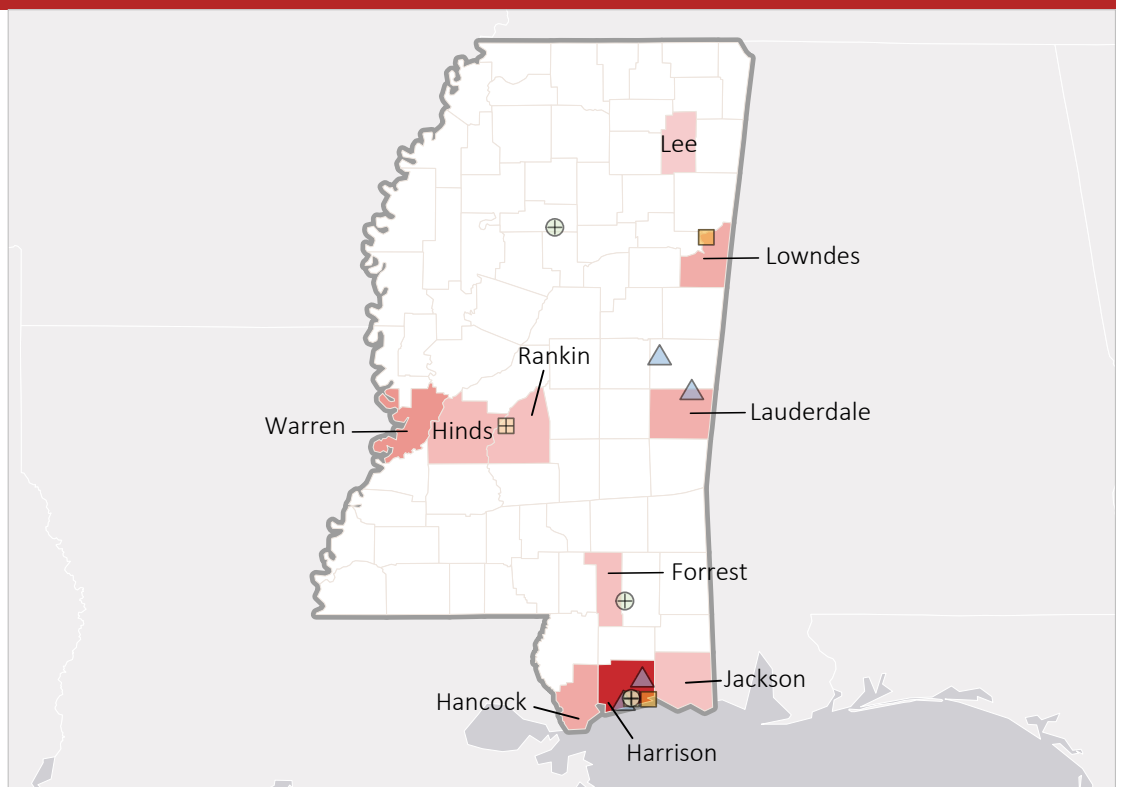 Lee
Lowndes
Rankin
Warren
Hinds
Lauderdale
Forrest
Jackson
Hancock
Harrison